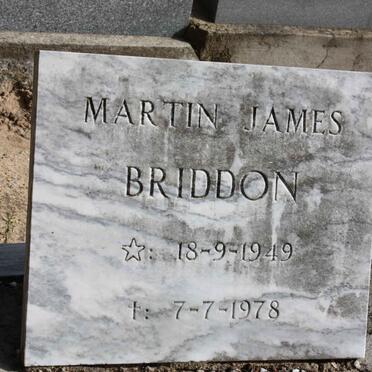 MARTIN JAMES
BRIDDON
☆: 18-9-1949
†: 7-7-1978